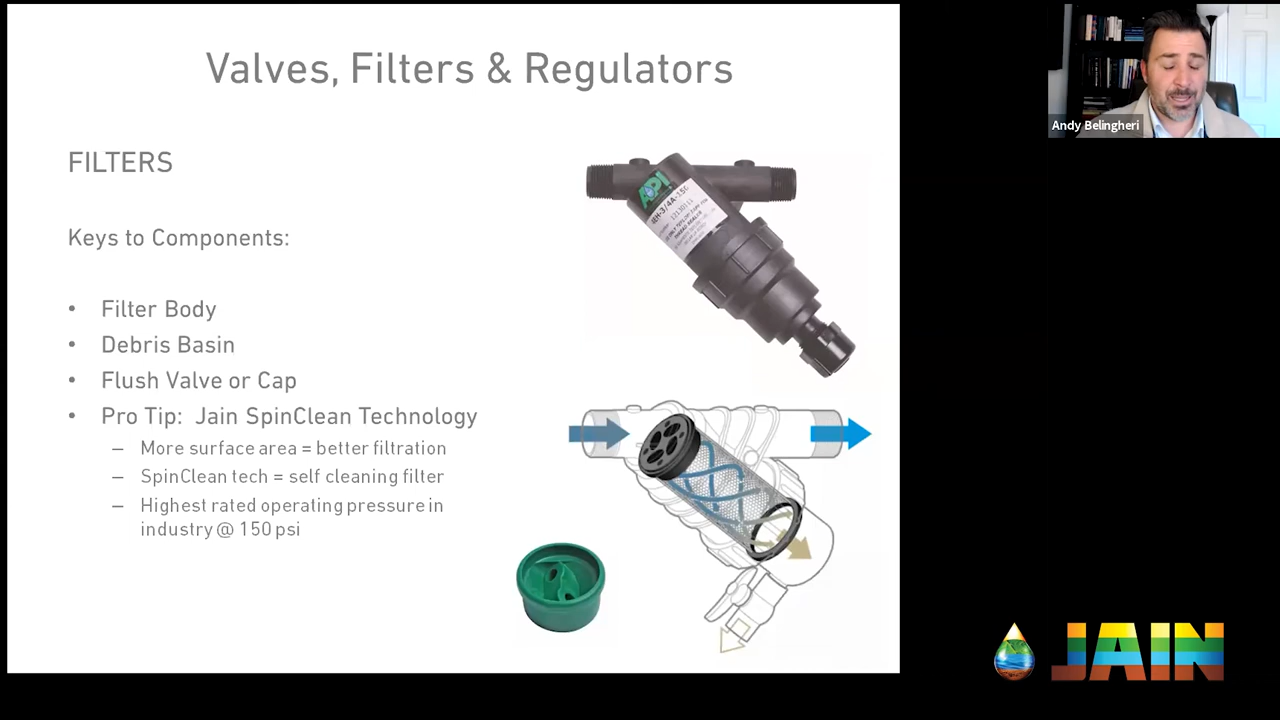 Valves, Filters & Regulators
Andy Belingheri
FILTERS
Keys to Components:
• Filter Body
• Debris Basin
• Flush Valve or Cap
• Pro Tip: Jain SpinClean Technology
– More surface area = better filtration
– SpinClean tech = self cleaning filter
– Highest rated operating pressure in
industry @ 150 psi
API
JAIN